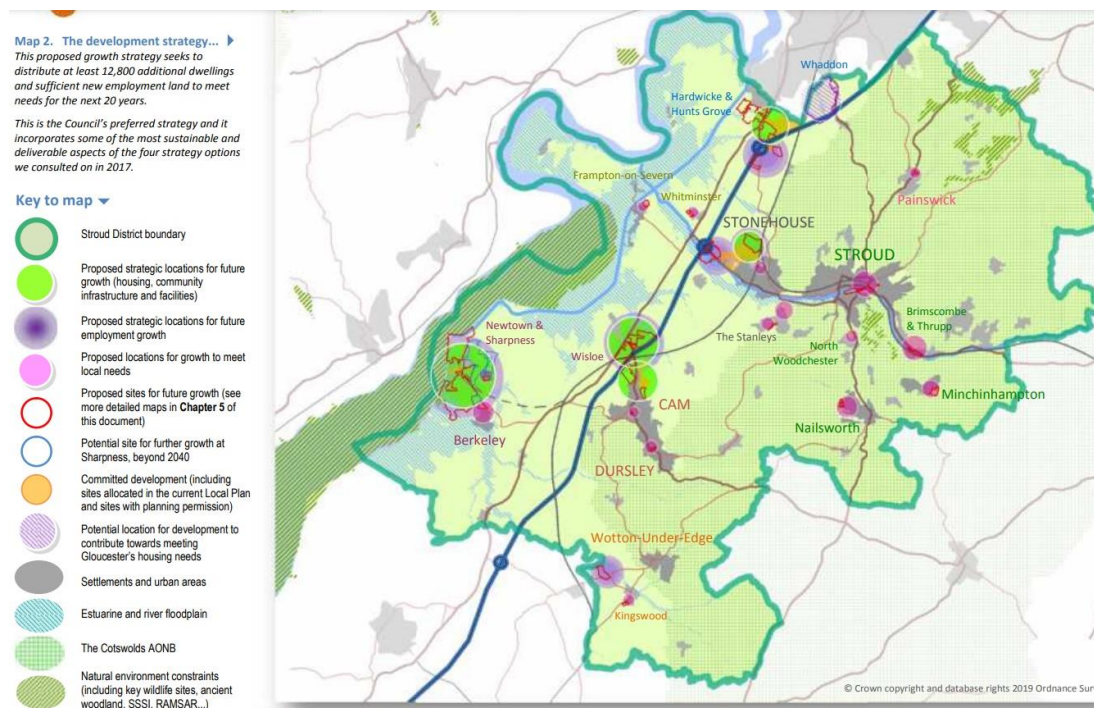 Map 2. The development strategy...
This proposed growth strategy seeks to
distribute at least 12,800 additional dwellings
and sufficient new employment land to meet
needs for the next 20 years.
This is the Council's preferred strategy and it
incorporates some of the most sustainable and
deliverable aspects of the four strategy options
we consulted on in 2017.
Key to map
Stroud District boundary
Proposed strategic locations for future
growth (housing, community
infrastructure and facilities)
Proposed strategic locations for future
employment growth
Proposed locations for growth to meet
local needs
Proposed sites for future growth (see
more detailed maps in Chapter 5 of
this document)
Potential site for further growth at
Sharpness, beyond 2040
Committed development (including
sites allocated in the current Local Plan
and sites with planning permission)
Potential location for development to
contribute towards meeting
Gloucester's housing needs
Settlements and urban areas
Estuarine and river floodplain
The Cotswolds AONB
Natural environment constraints
(including key wildlife sites, ancient
woodland, SSSI, RAMSAR...)
Whaddon
Hardwicke &
Hunts Grove
Frampton-on-Severn
Whitminster
Painswick
STONEHOUSE
STROUD
Newtown &
Sharpness
Wisloe
The Stanleys
Brimscombe
& Thrupp
North
Woodchester
Minchinhampton
CAM
Nailsworth
Berkeley
DURSLEY
Wotton-Under-Edge
Kingswood
© Crown copyright and database rights 2019 Ordnance Sur